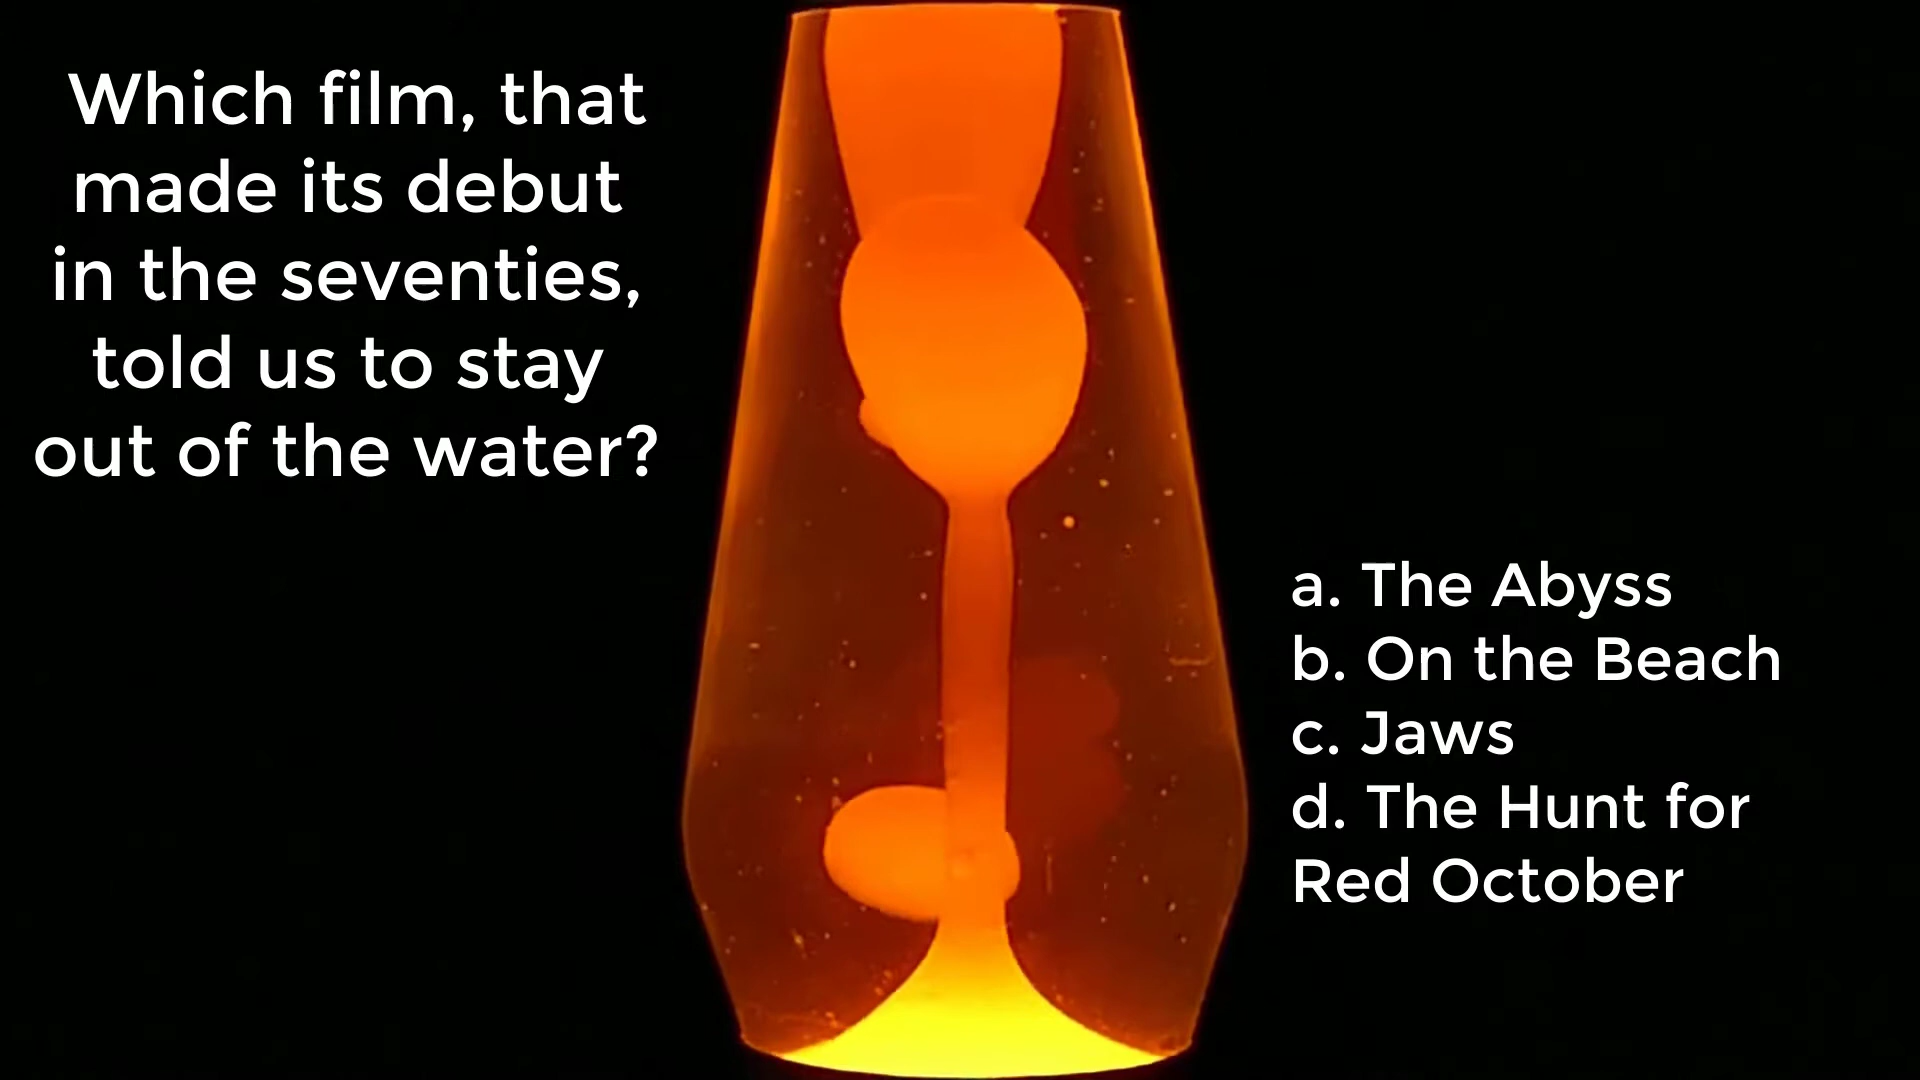 Which film, that
made its debut
in the seventies,
told us to stay
out of the water?
a. The Abyss
b. On the Beach
c. Jaws
d. The Hunt for
Red October